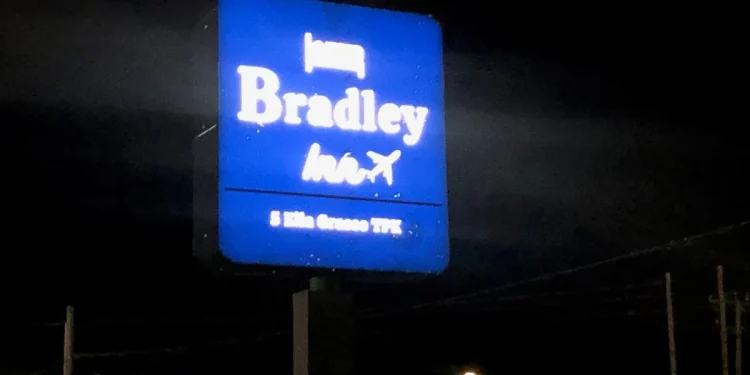 Bradley
Inn
5 Ella Grasso TPK